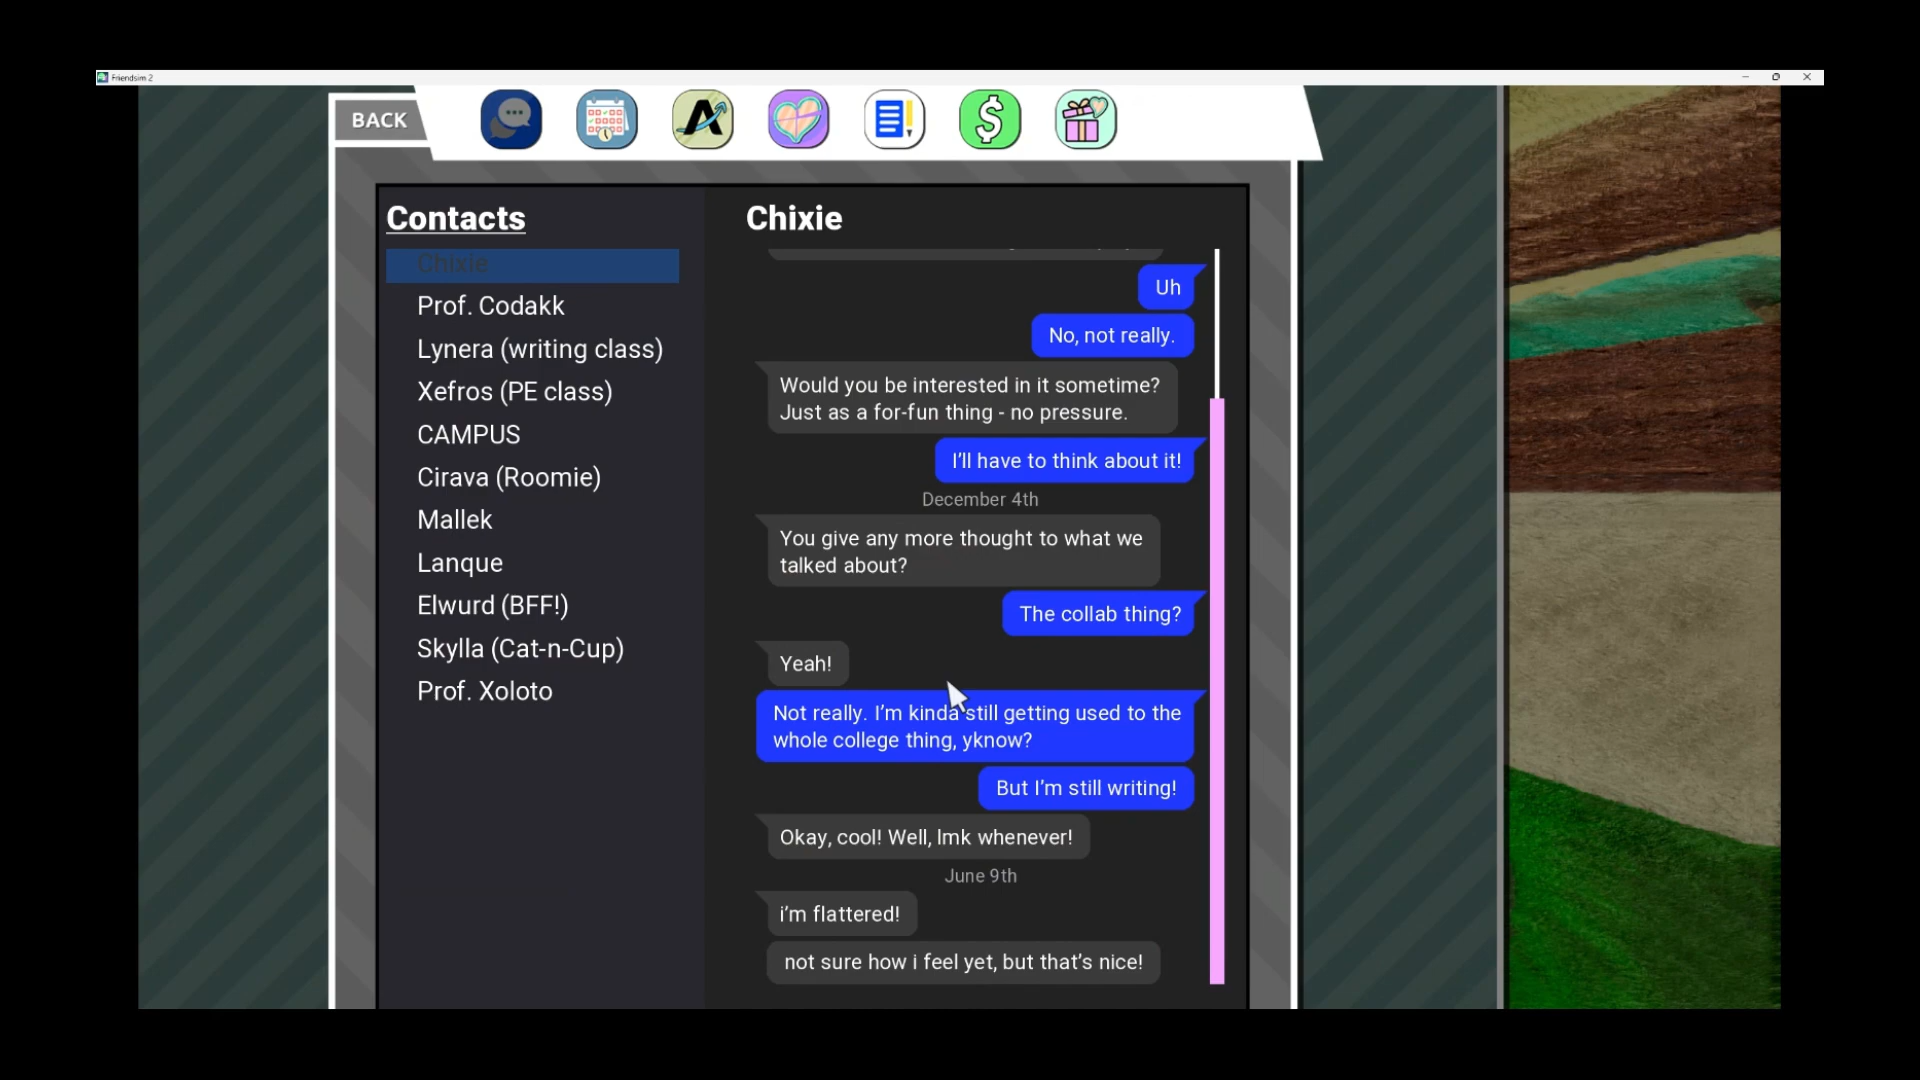 Friendsim 2
BACK
Contacts
Chixie
Prof. Codakk
Lynera (writing class)
Xefros (PE class)
CAMPUS
Cirava (Roomie)
Mallek
Lanque
Elwurd (BFF!)
Skylla (Cat-n-Cup)
Prof. Xoloto
Chixie
Uh
No, not really.
Would you be interested in it sometime?
Just as a for-fun thing - no pressure.
I'll have to think about it!
December 4th
You give any more thought to what we
talked about?
The collab thing?
Yeah!
Not really. I'm kinda still getting used to the
whole college thing, yknow?
But I'm still writing!
Okay, cool! Well, lmk whenever!
June 9th
i'm flattered!
not sure how i feel yet, but that's nice!